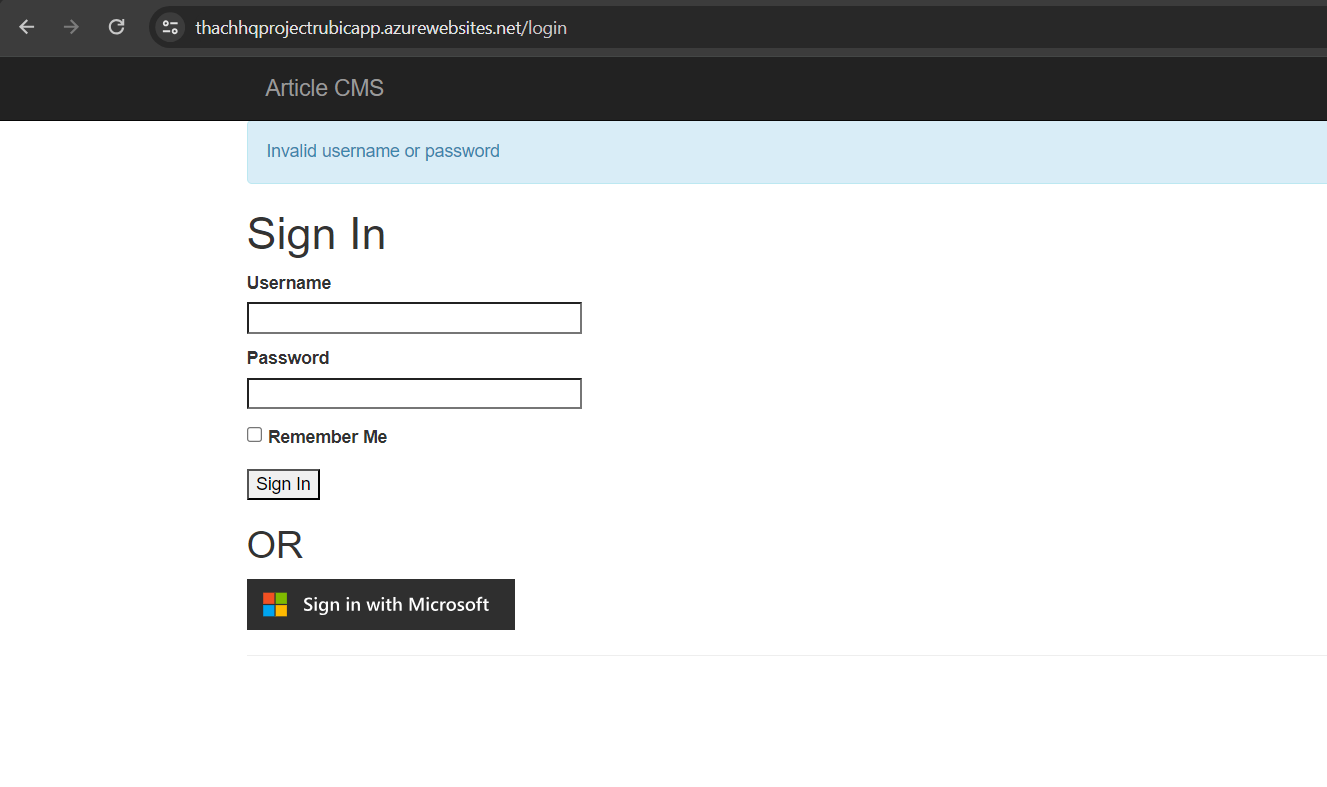 thachhqprojectrubicapp.azurewebsites.net/login
Article CMS
Invalid username or password
Sign In
Username
Password
Remember Me
Sign In
OR
Sign in with Microsoft